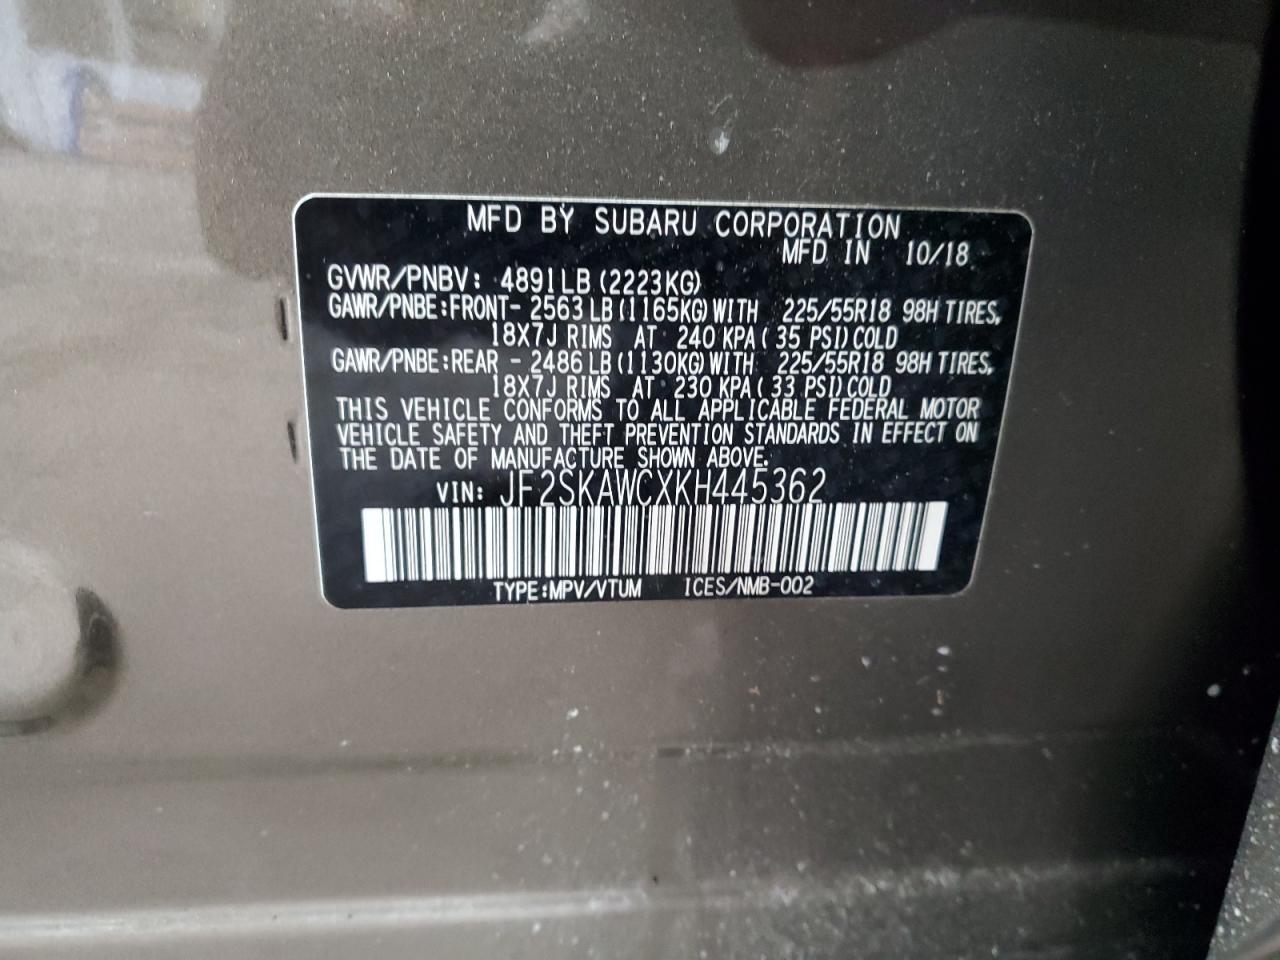 MFD BY SUBARU CORPORATION
MFD IN 10/18
GVWR/PNBV: 4891LB (2223KG)
GAWR/PNBE:FRONT- 2563LB (1165KG) WITH 225/55R18 98H TIRES,
18X7J RIMS AT 240 KPA ( 35 PSI) COLD
GAWR/PNBE:REAR - 2486LB (1130KG) WITH 225/55R18 98H TIRES,
18X7J RIMS AT 230 KPA ( 33 PSI) COLD
THIS VEHICLE CONFORMS TO ALL APPLICABLE FEDERAL MOTOR
VEHICLE SAFETY AND THEFT PREVENTION STANDARDS IN EFFECT ON
THE DATE OF MANUFACTURE SHOWN ABOVE.
VIN: JF2SKAWCXKH445362
TYPE:MPV/VTUM ICES/NMB-002